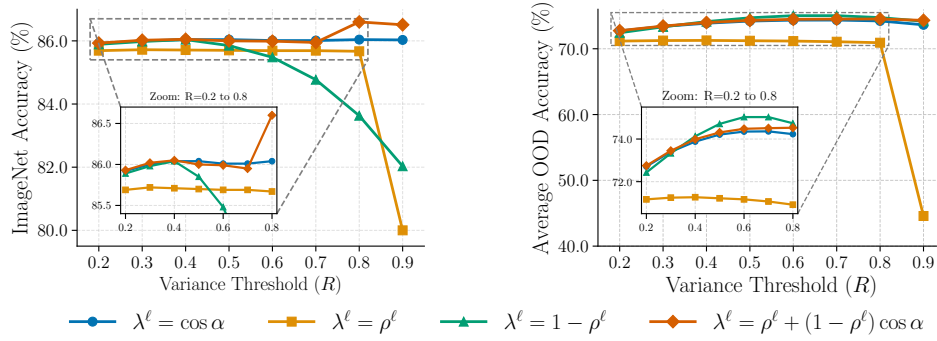 ImageNet Accuracy (%)
86.0
84.0
82.0
80.0
Zoom: R=0.2 to 0.8
86.5
86.0
85.5
0.2 0.4 0.6 0.8
0.2 0.3 0.4 0.5 0.6 0.7 0.8 0.9
Variance Threshold (R)
Average OOD Accuracy (%)
70.0
60.0
50.0
40.0
Zoom: R=0.2 to 0.8
74.0
72.0
0.2 0.4 0.6 0.8
0.2 0.3 0.4 0.5 0.6 0.7 0.8 0.9
Variance Threshold (R)
λ^ℓ = cos α λ^ℓ = ρ^ℓ λ^ℓ = 1 − ρ^ℓ λ^ℓ = ρ^ℓ + (1 − ρ^ℓ) cos α